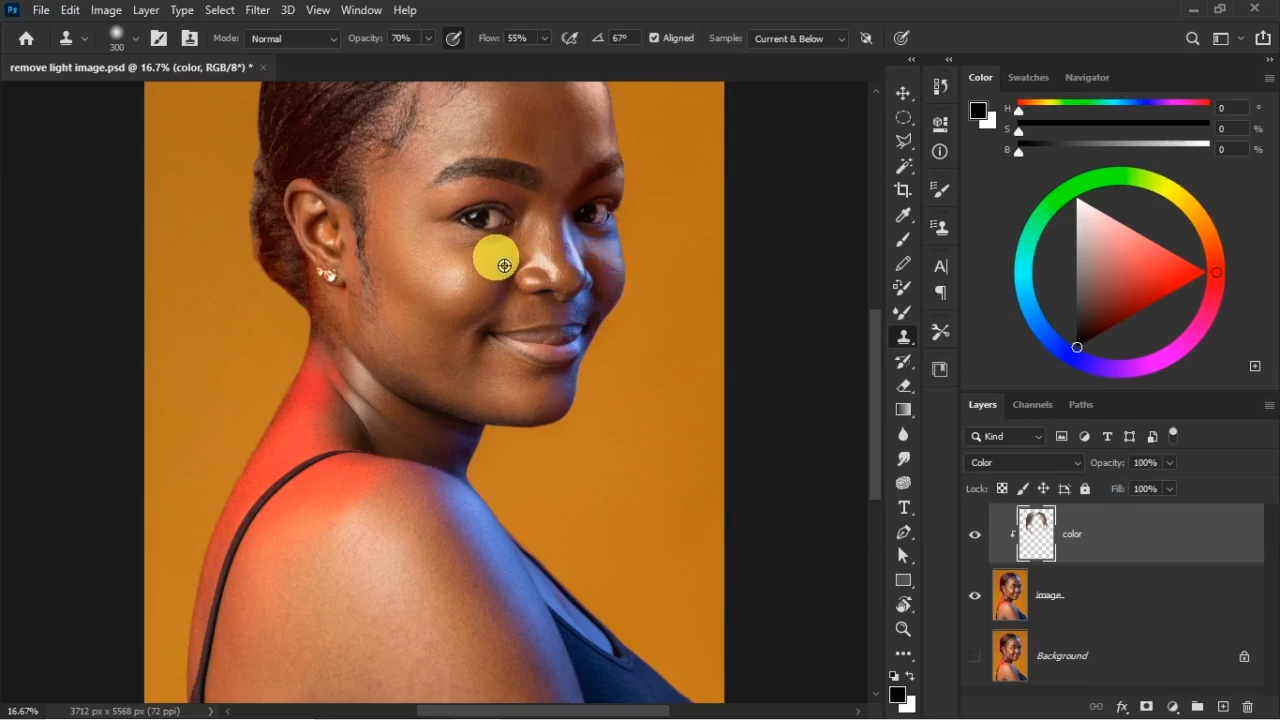 Ps File Edit Image Layer Type Select Filter 3D View Window Help
300 Mode: Normal Opacity: 70% Flow: 55% 67° Aligned Sample: Current & Below
remove light image.psd @ 16.7% (color, RGB/8*) * ×
Color Swatches Navigator
H 0 °
S 0 %
B 0 %
Layers Channels Paths
Kind
Color Opacity: 100%
Lock: Fill: 100%
color
image
Background
16.67% 3712 px x 5568 px (72 ppi)